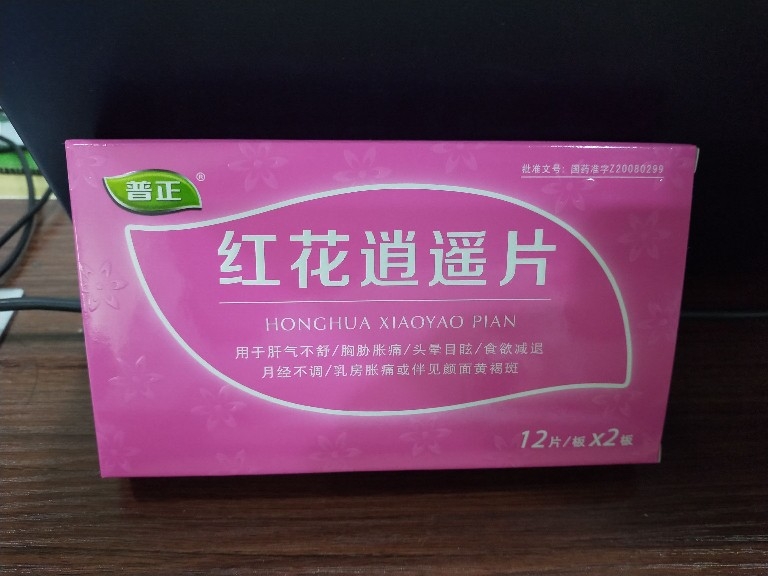 普正®
批准文号：国药准字Z20080299
红花逍遥片
HONGHUA XIAOYAO PIAN
用于肝气不舒/胸胁胀痛/头晕目眩/食欲减退
月经不调/乳房胀痛或伴见颜面黄褐斑
12片/板 x2板